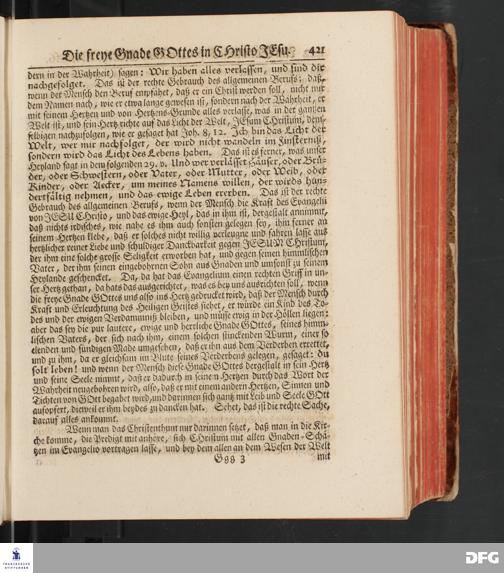 Die freye Gnade GOttes in CHristo JEsu. 421
dern in der Wahrheit) sagen: Wir haben alles verlassen, und sind dir
nachgefolget. Das ist der rechte Gebrauch des allgemeinen Berufs; daß,
wenn der Mensch den Beruf empfähet, daß er ein Christ werden soll, nicht nur
dem Namen nach, wie er etwa lange gewesen ist, sondern nach der Wahrheit, er
mit seinem Hertzen und von Hertzens-Grunde alles verlasse, was in der gantzen
Welt ist, und sein Hertz richte auf das Licht der Welt, JEsum CHristum, dem-
selbigen nachzufolgen, wie er gesaget hat Joh. 8, 12. Ich bin das Licht der
Welt, wer mir nachfolget, der wird nicht wandeln im Finsterniß,
sondern wird das Licht des Lebens haben. Das ist es ferner, was unser
Heyland sagt in dem folgenden 29. v. Und wer verlässet Häuser, oder Brü-
der, oder Schwestern, oder Vater, oder Mutter, oder Weib, oder
Kinder, oder Aecker, um meines Namens willen, der wirds hun-
dertfältig nehmen, und das ewige Leben ererben. Das ist der rechte
Gebrauch des allgemeinen Berufs, wenn der Mensch die Kraft des Evangelii
von JESU CHristo, und das ewige Heyl, das in ihm ist, dergestalt annimmt,
daß nichts irdisches, wie nahe es ihm auch sonsten gelegen sey, ihm ferner an
seinem Hertzen klebe, daß er solches nicht willig verleugne und fahren lasse aus
hertzlicher reiner Liebe und schuldiger Danckbarkeit gegen JESUM CHristum,
der ihm eine solche grosse Seligkeit erworben hat, und gegen seinen himmlischen
Vater, der ihm seinen eingebohrnen Sohn aus Gnaden und umsonst zu seinem
Heylande geschencket. Da, da hat das Evangelium einen rechten Griff in un-
ser Hertz gethan, da hats das ausgerichtet, was es bey uns ausrichten soll, wenn
die freye Gnade GOttes uns also ins Hertz gedrucket wird, daß der Mensch durch
Kraft und Erleuchtung des Heiligen Geistes siehet, er würde ein Kind des To-
des und der ewigen Verdammniß bleiben, und müsse ewig in der Höllen liegen;
aber das sey die pur lautere, ewige und herrliche Gnade GOttes, seines himm-
lischen Vaters, der sich nach ihm, einem solchen stinckenden Wurm, einer so
elenden und sündigen Made umgesehen, daß er ihn aus dem Verderben errettet,
und zu ihm, da er gleichsam im Blute seines Verderbens gelegen, gesaget: du
solt leben! und wenn der Mensch diese Gnade GOttes dergestalt in sein Hertz
und seine Seele nimmt, daß er dadurch in seinem Hertzen durch das Wort der
Wahrheit neugebohren wird, also, daß er mit einem andern Hertzen, Sinnen und
Tichten von GOtt begabet wird, und darinnen sich gantz mit Leib und Seele GOtt
aufopfert, dieweil er ihm beydes zu dancken hat. Sehet, das ist die rechte Sache,
darauf alles ankommt.
Wenn man das Christenthum nur darinnen setzet, daß man in die Kir-
che komme, die Predigt mit anhöre, sich CHristum mit allen Gnaden-Schä-
tzen im Evangelio vortragen lasse, und bey dem allen an dem Wesen der Welt
Ggg 3 mit
FRANCKESCHE STIFTUNGEN
DFG